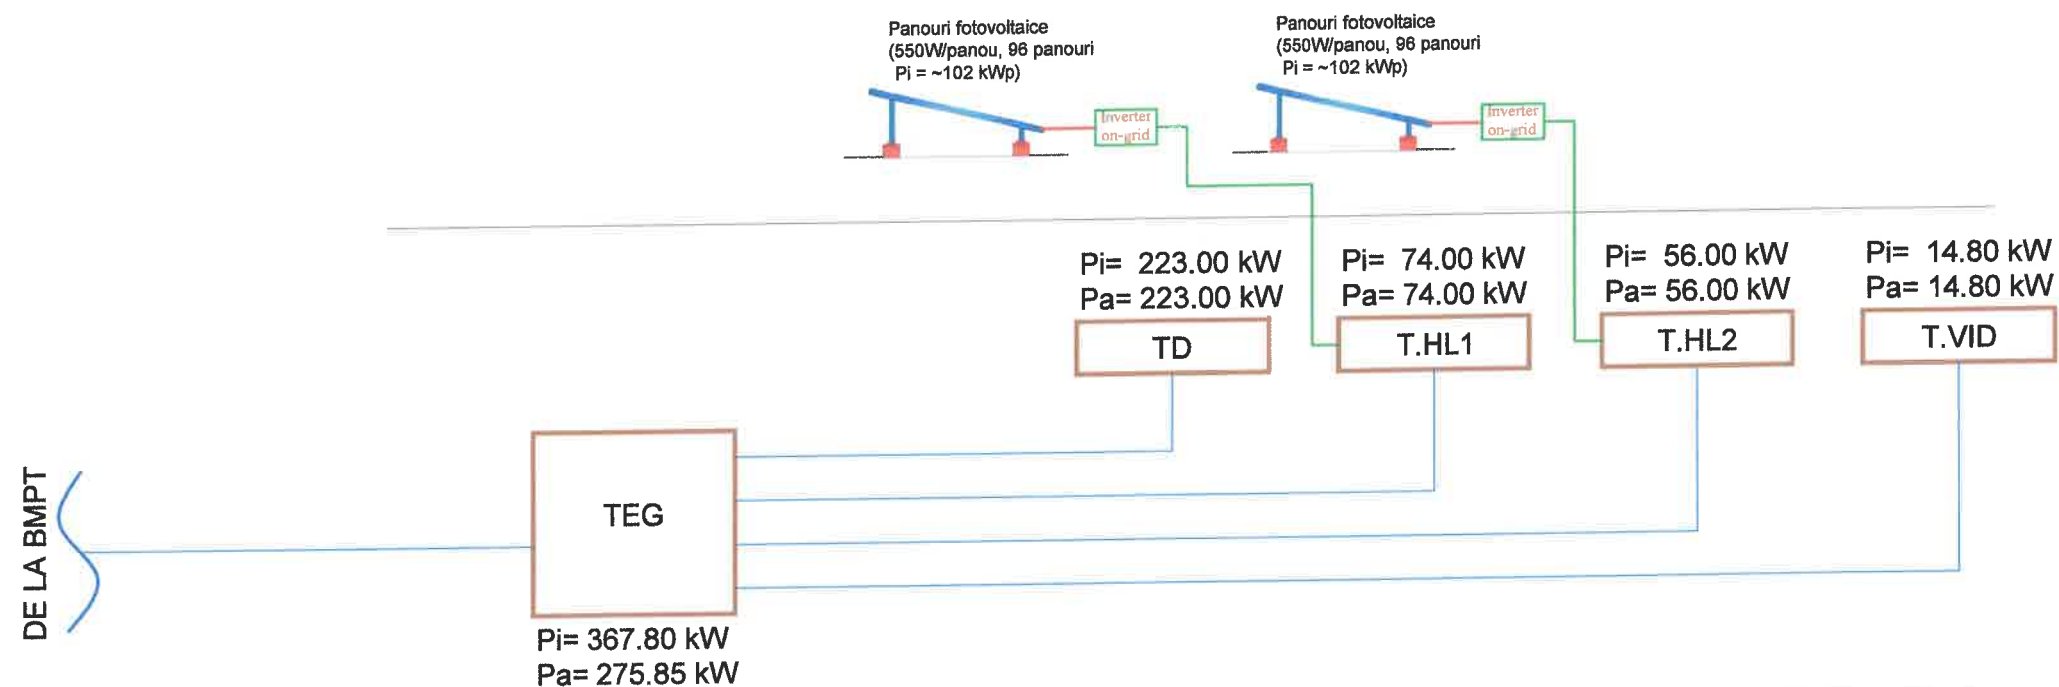 Panouri fotovoltaice
(550W/panou, 96 panouri
Pi = ~102 kWp)
Panouri fotovoltaice
(550W/panou, 96 panouri
Pi = ~102 kWp)
Inverter
on-grid
Inverter
on-grid
Pi= 223.00 kW
Pa= 223.00 kW
TD
Pi= 74.00 kW
Pa= 74.00 kW
T.HL1
Pi= 56.00 kW
Pa= 56.00 kW
T.HL2
Pi= 14.80 kW
Pa= 14.80 kW
T.VID
DE LA BMPT
TEG
Pi= 367.80 kW
Pa= 275.85 kW